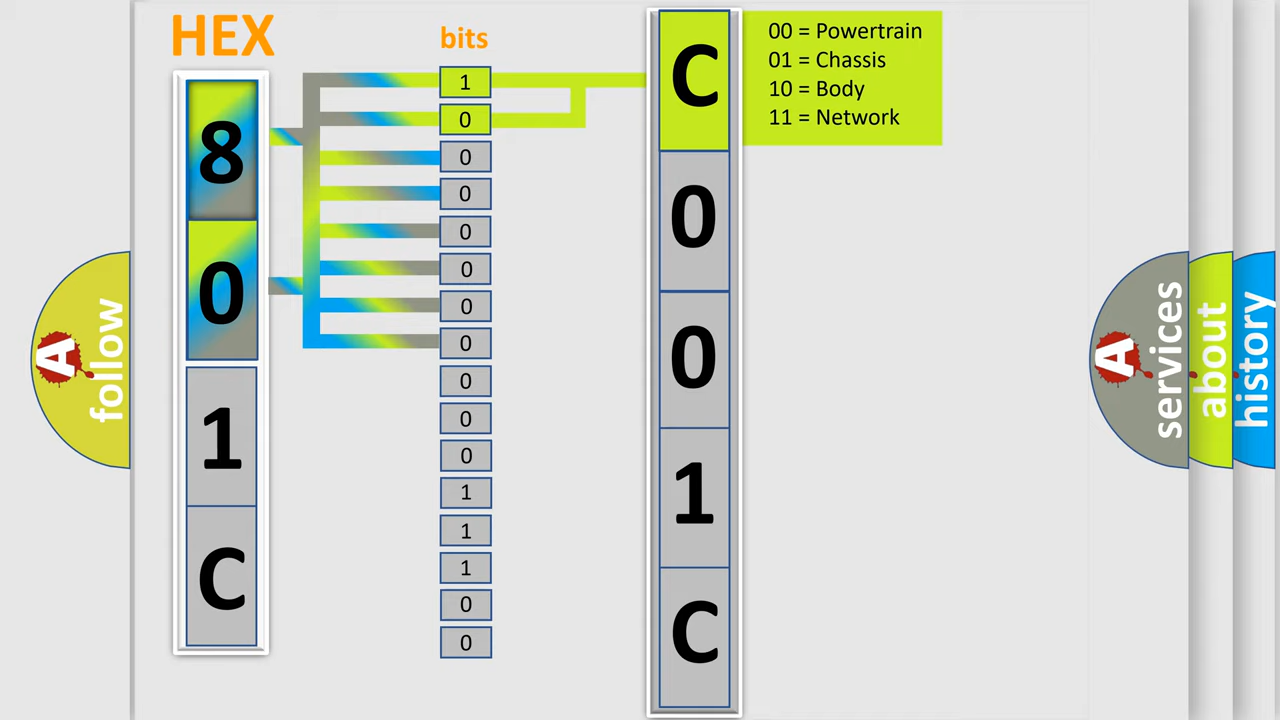 HEX
8
0
1
C
bits
1
0
0
0
0
0
0
0
0
0
0
1
1
1
0
0
C
0
0
1
C
00 = Powertrain
01 = Chassis
10 = Body
11 = Network
A
follow
A
services
about
history